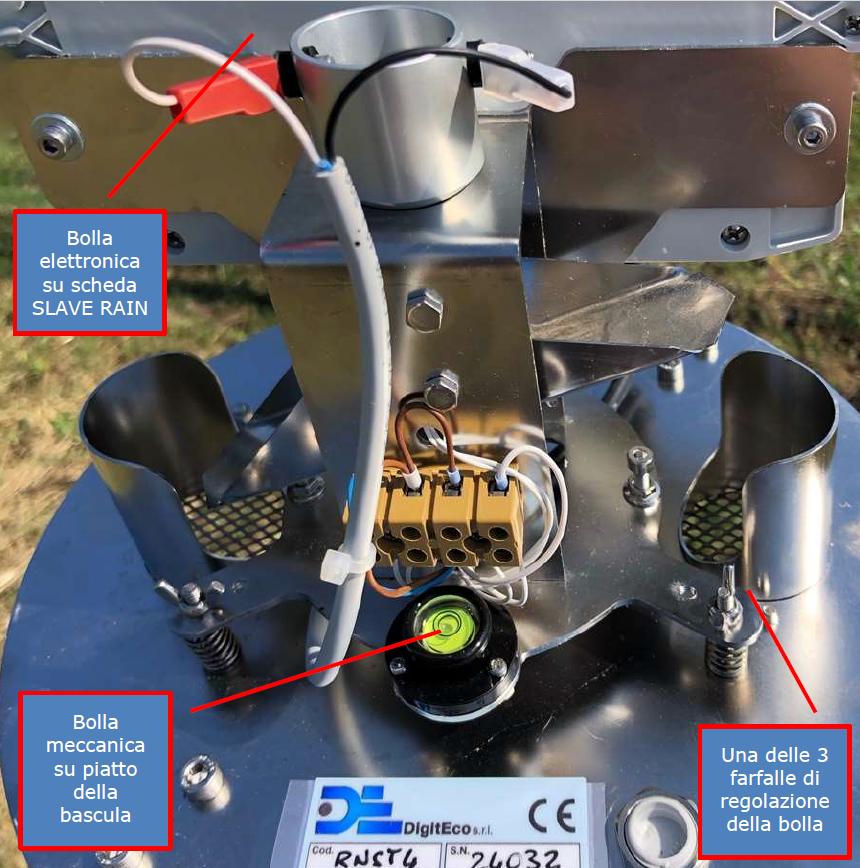 Bolla
elettronica
su scheda
SLAVE RAIN
Bolla
meccanica
su piatto
della
bascula
Una delle 3
farfalle di
regolazione
della bolla
DigitEco s.r.l.
CE
Cod.
RNST4
S.N.
24032